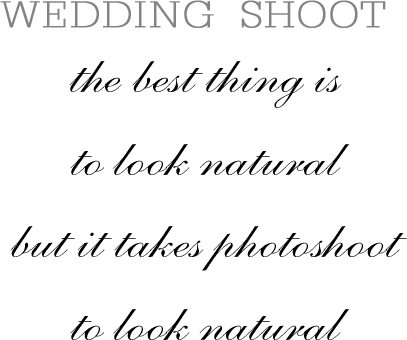 WEDDING SHOOT
the best thing is
to look natural
but it takes photoshoot
to look natural